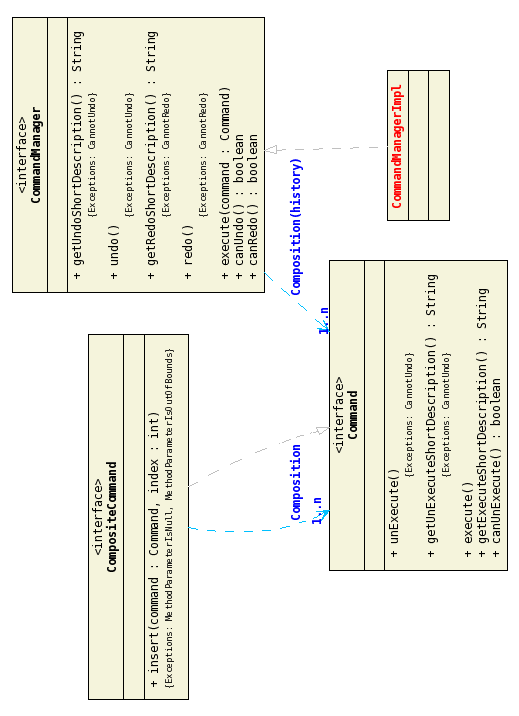 <interface>
CommandManager
+ getUndoShortDescription() : String
{Exceptions: CannotUndo}
+ undo()
{Exceptions: CannotUndo}
+ getRedoShortDescription() : String
{Exceptions: CannotRedo}
+ redo()
{Exceptions: CannotRedo}
+ execute(command : Command)
+ canUndo() : boolean
+ canRedo() : boolean
CommandManagerImpl
Composition(history)
1..n
<interface>
CompositeCommand
+ insert(command : Command, index : int)
{Exceptions: MethodParameterIsNull, MethodParameterIsOutOfBounds}
Composition
1..n
<interface>
Command
+ unExecute()
{Exceptions: CannotUndo}
+ getUnExecuteShortDescription() : String
{Exceptions: CannotUndo}
+ execute()
+ getExecuteShortDescription() : String
+ canUnExecute() : boolean